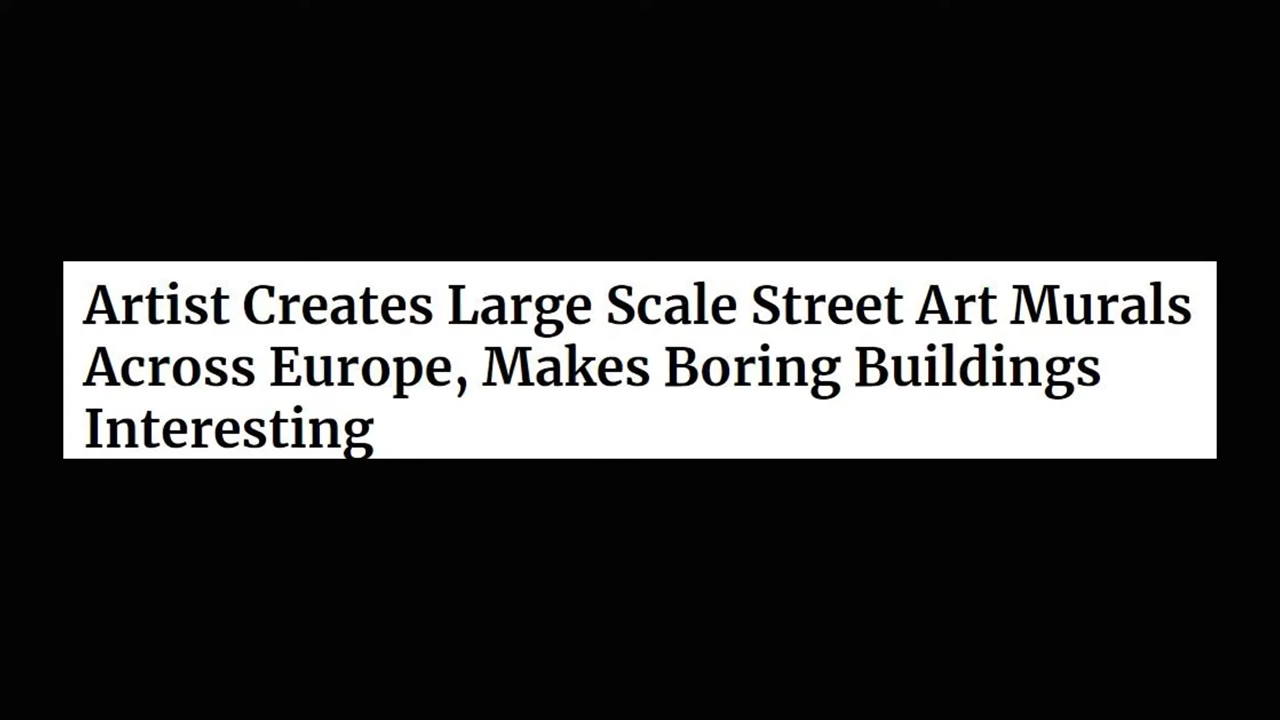 Artist Creates Large Scale Street Art Murals
Across Europe, Makes Boring Buildings
Interesting